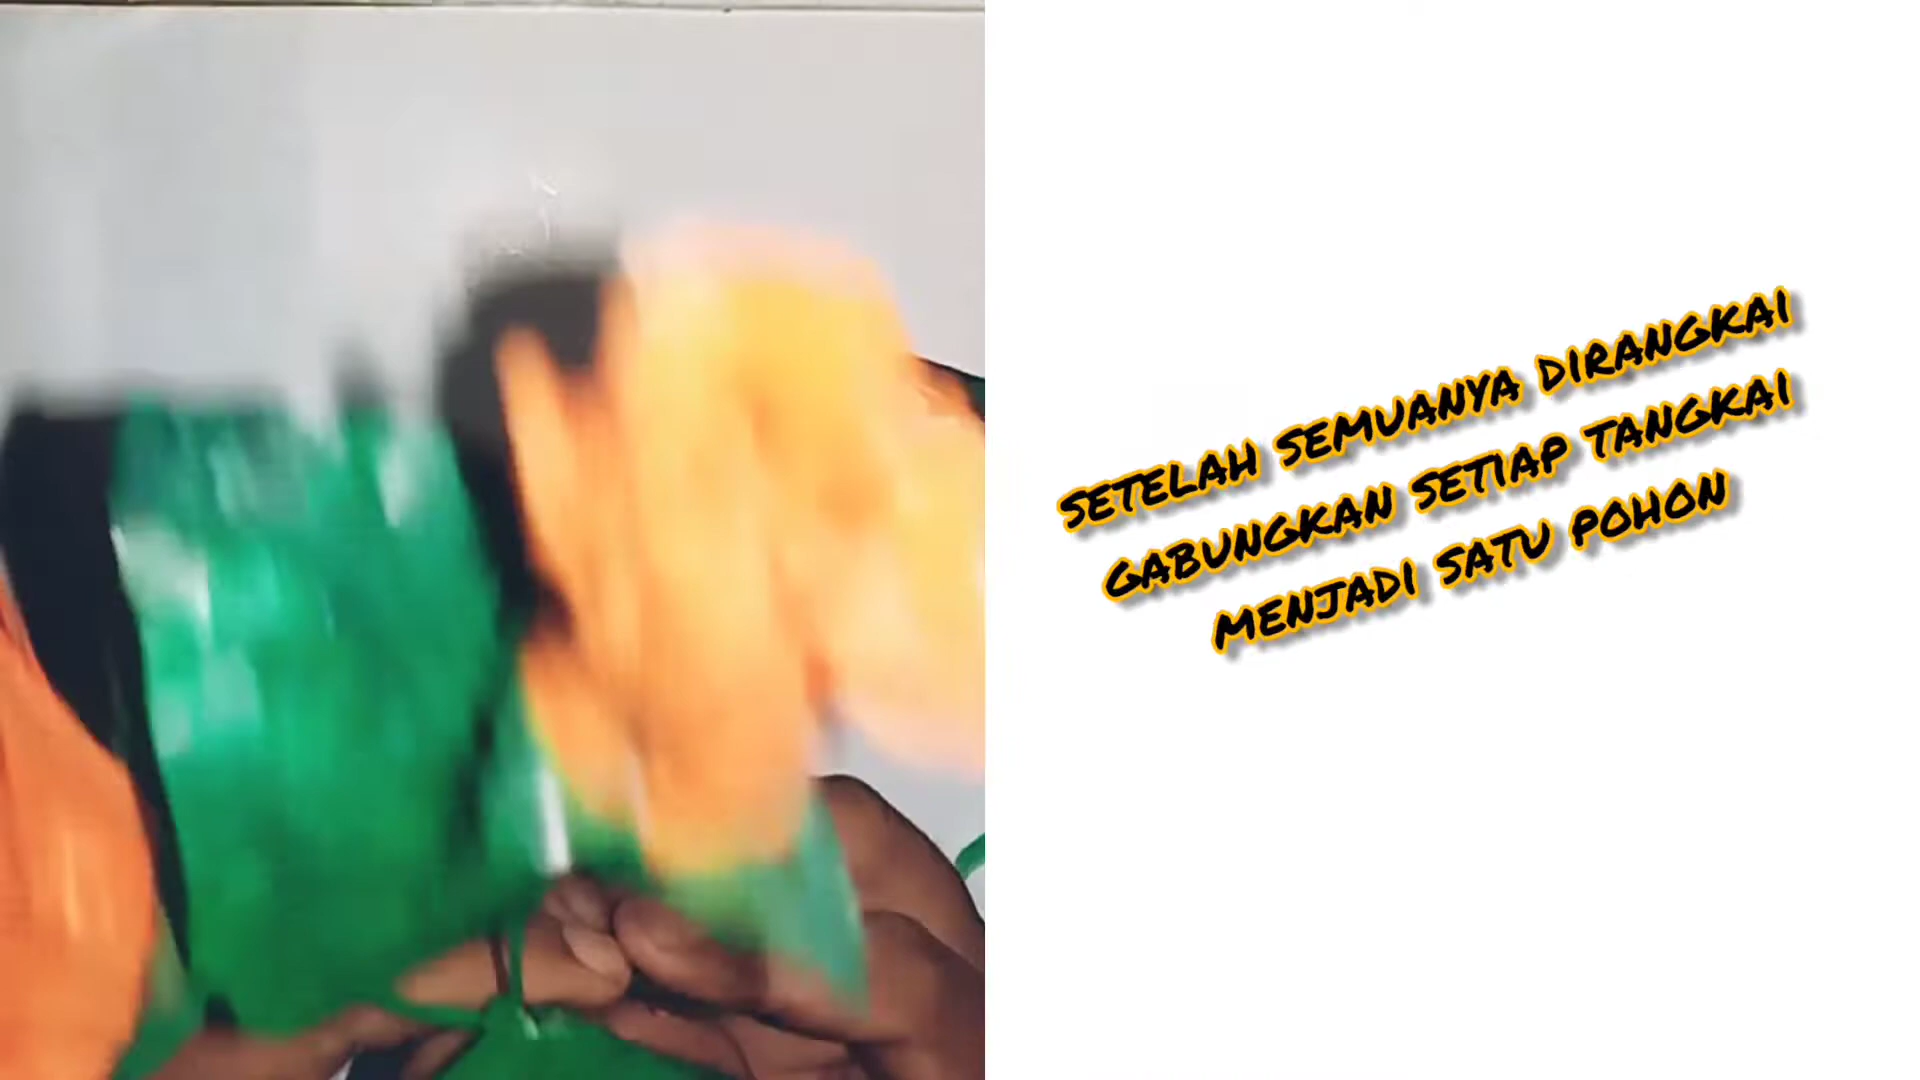 SETELAH SEMUANYA DIRANGKAI
GABUNGKAN SETIAP TANGKAI
MENJADI SATU POHON